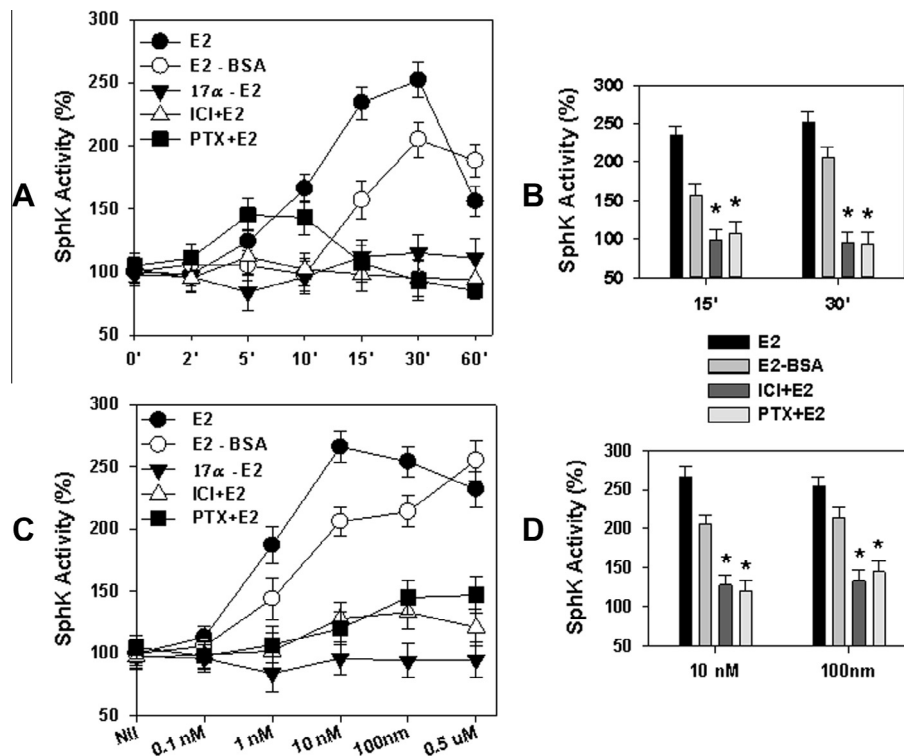 A
SphK Activity (%)
300
250
200
150
100
50
E2
E2 - BSA
17α - E2
ICI+E2
PTX+E2
0' 2' 5' 10' 15' 30' 60'
B
SphK Activity (%)
300
250
200
150
100
50
* *
* *
15' 30'
E2
E2-BSA
ICI+E2
PTX+E2
C
SphK Activity (%)
300
250
200
150
100
50
E2
E2 - BSA
17α - E2
ICI+E2
PTX+E2
Nil 0.1 nM 1 nM 10 nM 100nm 0.5 uM
D
SphK Activity (%)
300
250
200
150
100
50
* *
* *
10 nM 100nm